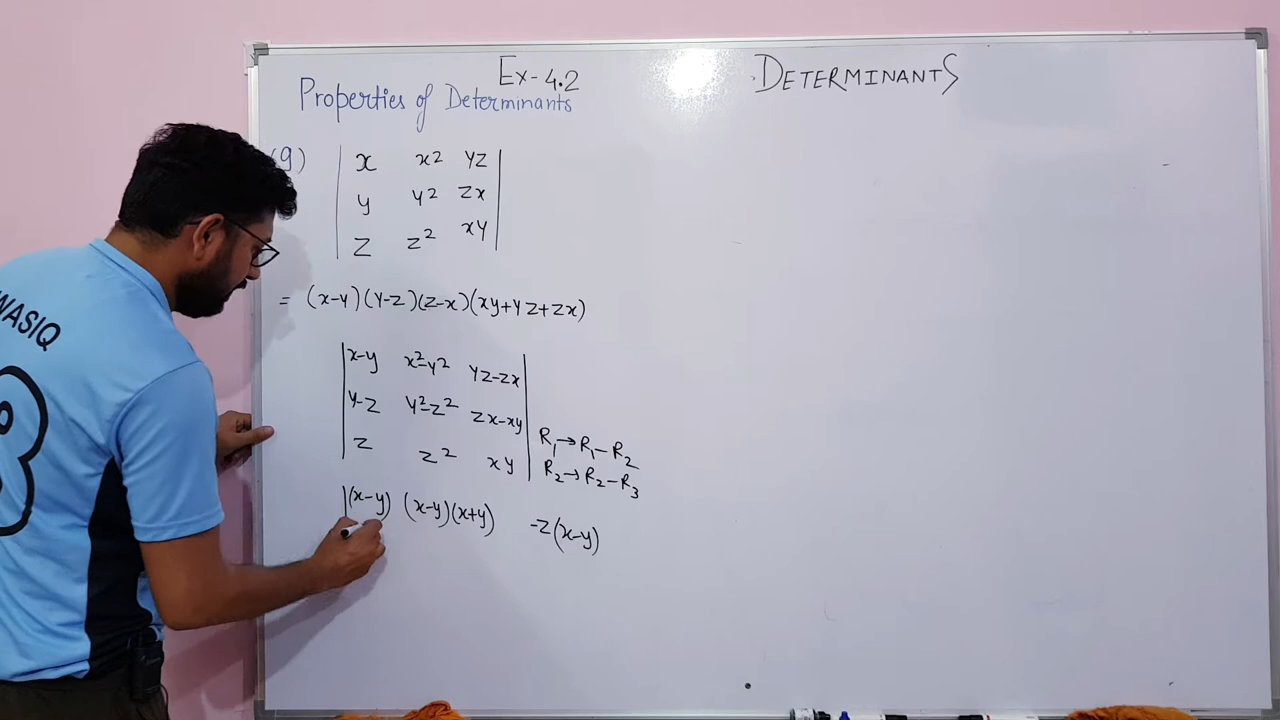 Ex-4.2
DETERMINANTS
Properties of Determinants
9)
x x2 yz
y y2 zx
z z2 xy
= (x-y)(y-z)(z-x)(xy+yz+zx)
x-y x2-y2 yz-zx
y-z y2-z2 zx-xy
z z2 xy
R1→R1-R2
R2→R2-R3
(x-y) (x-y)(x+y) -z(x-y)
WASIQ